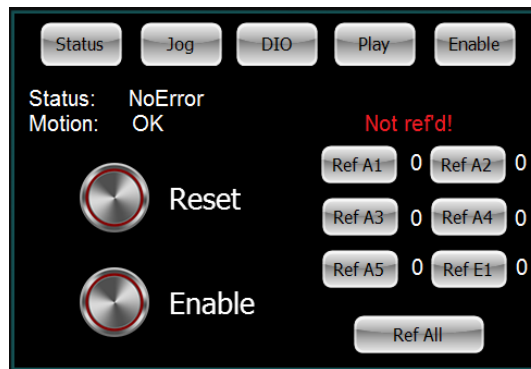 Status Jog DIO Play Enable
Status: NoError
Motion: OK
Not ref'd!
Ref A1 0 Ref A2 0
Reset
Ref A3 0 Ref A4 0
Ref A5 0 Ref E1 0
Enable
Ref All